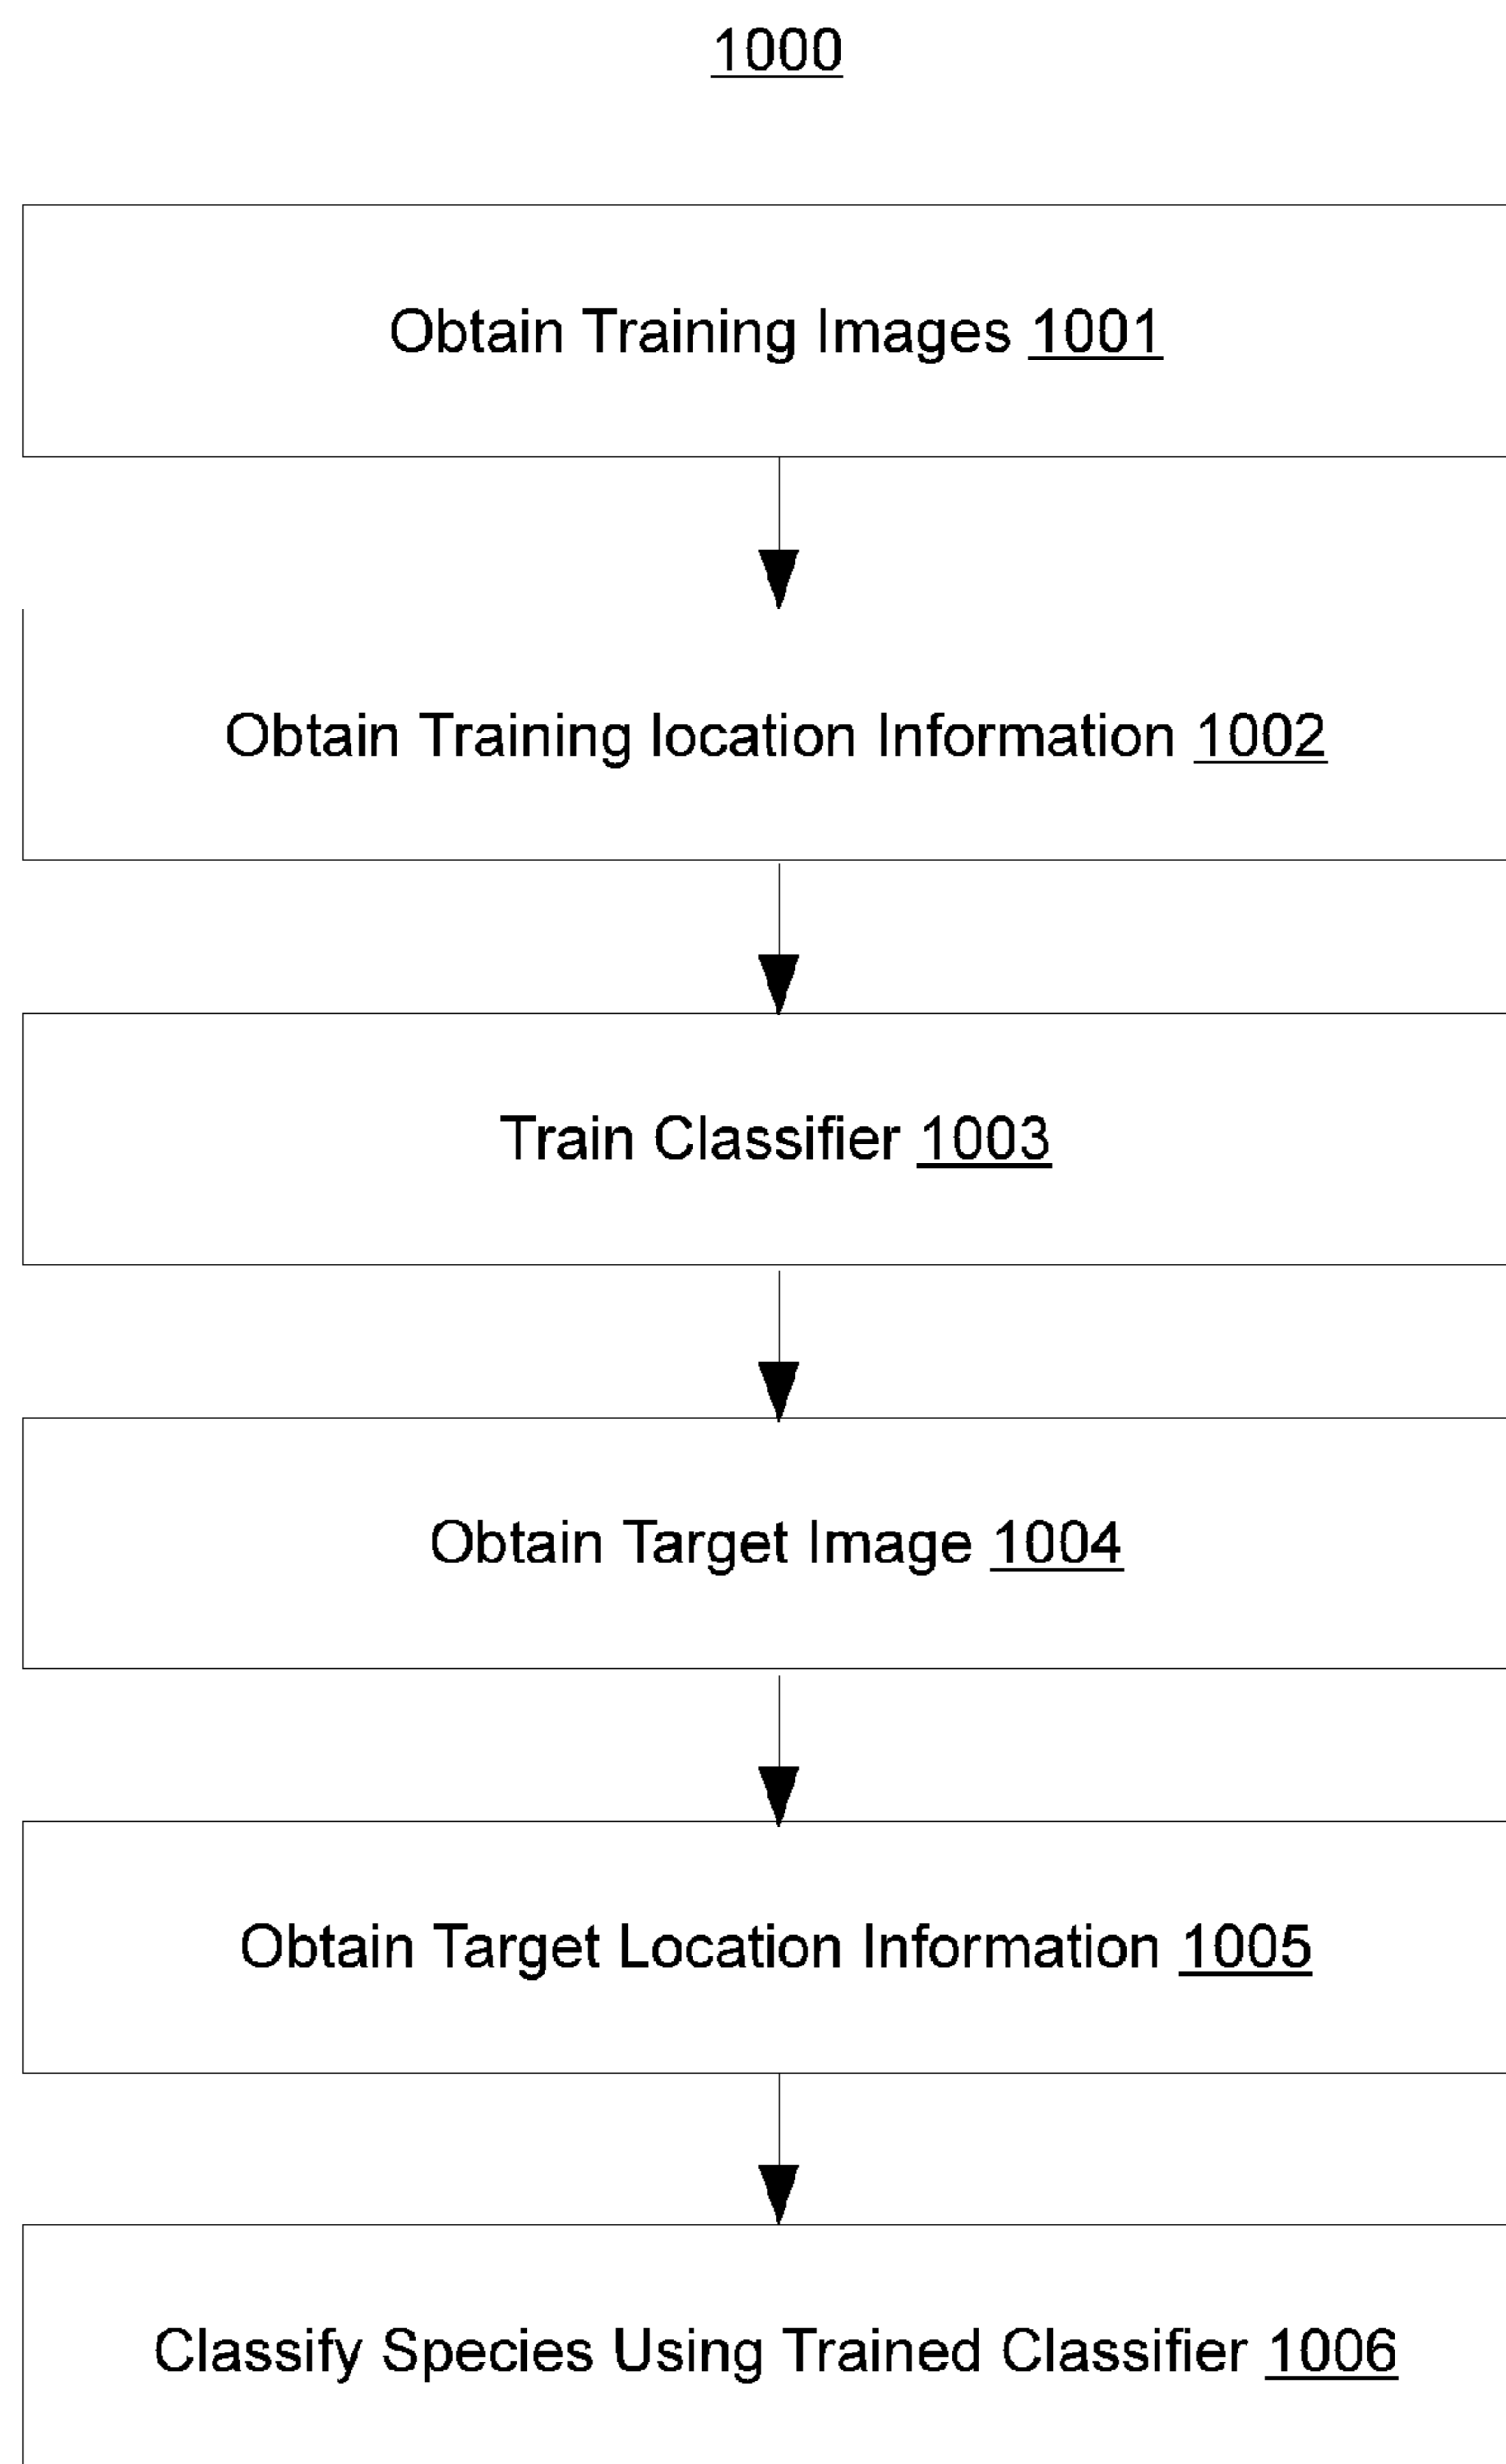 1000
Obtain Training Images 1001
Obtain Training location Information 1002
Train Classifier 1003
Obtain Target Image 1004
Obtain Target Location Information 1005
Classify Species Using Trained Classifier 1006